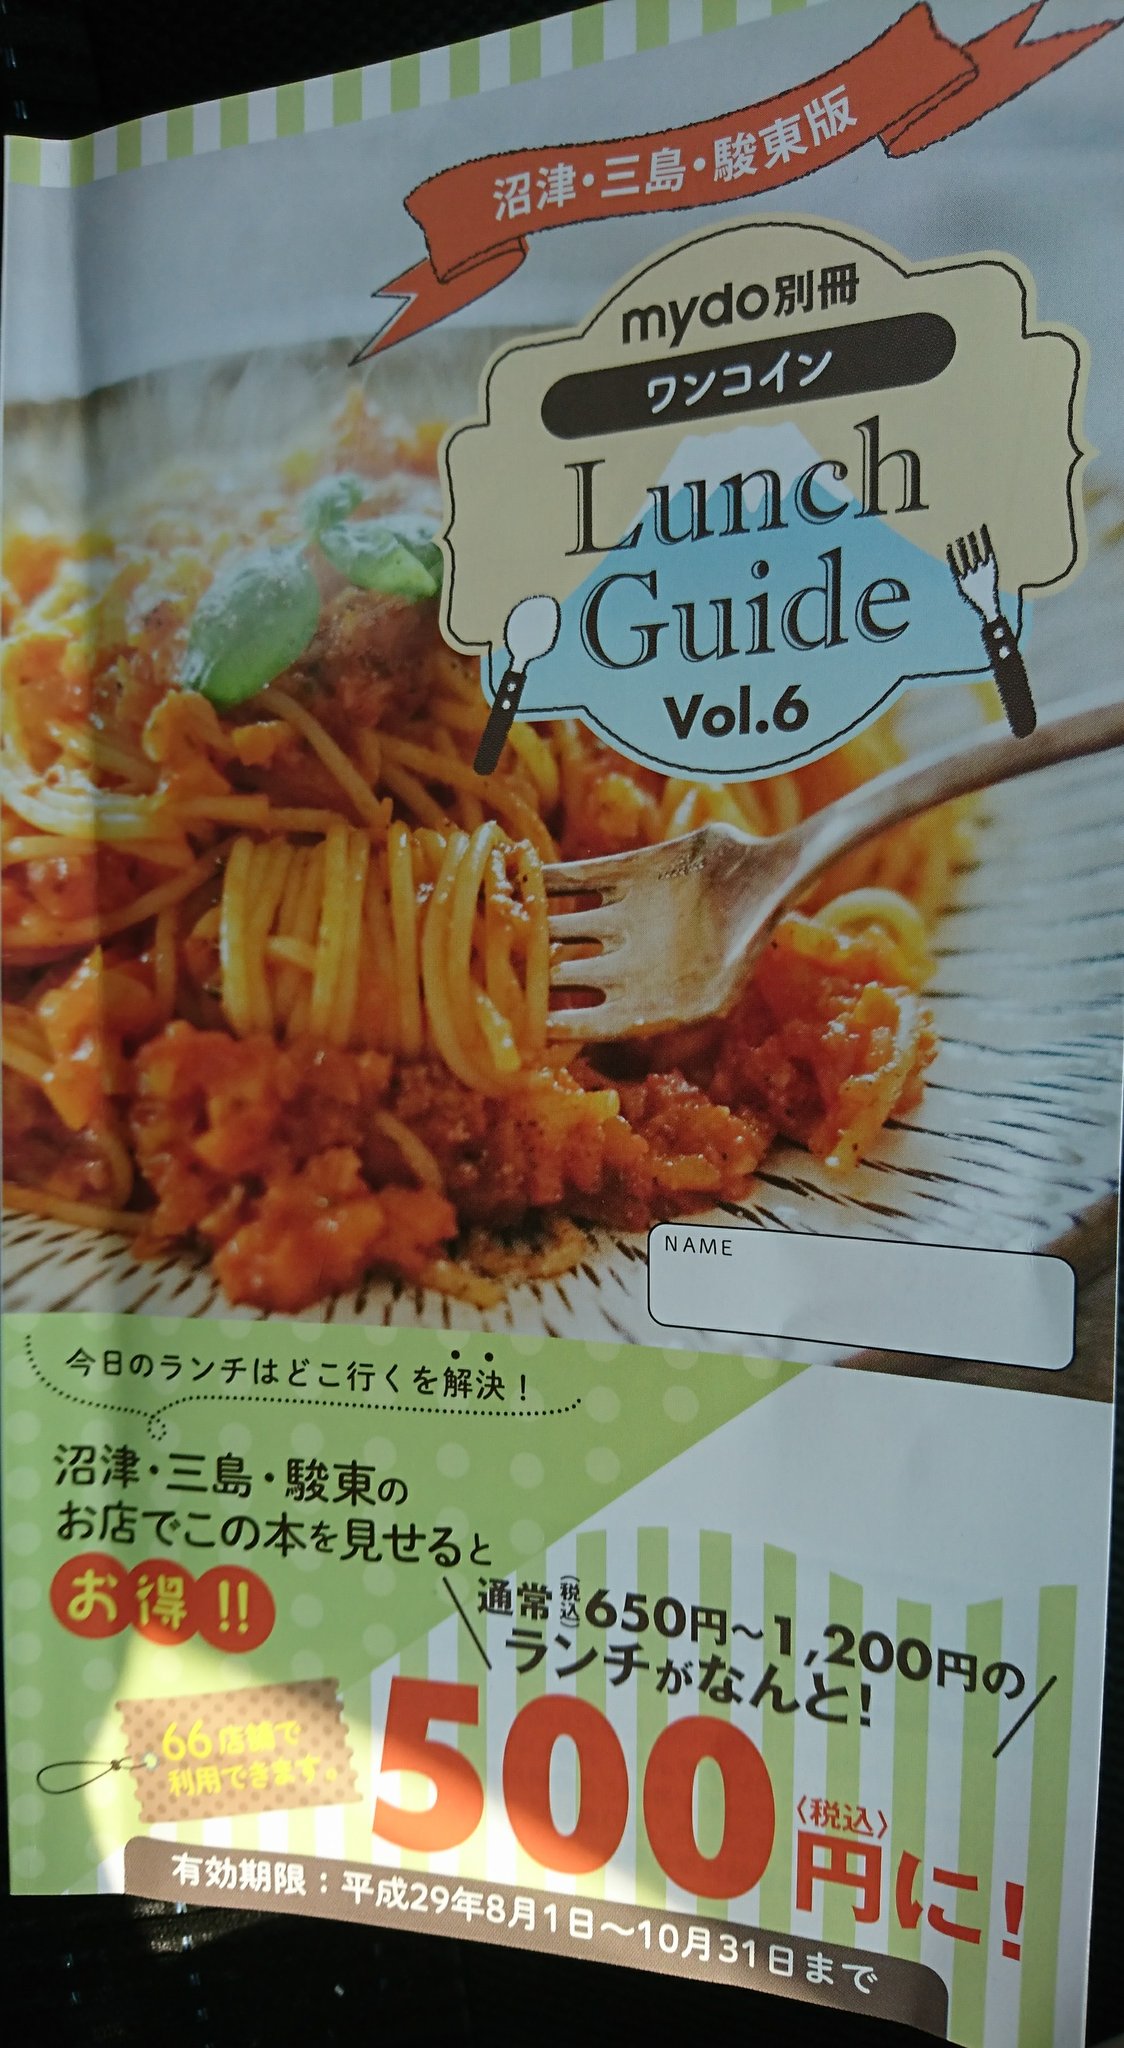 沼津・三島・駿東版
mydo別冊
ワンコイン
Lunch
Guide
Vol.6
NAME
今日のランチはどこ行くを解決！
沼津・三島・駿東の
お店でこの本を見せると
お得!!
通常(税込)650円～1,200円の
ランチがなんと!
66店舗で
利用できます。
500円に!
〈税込〉
有効期限：平成29年8月1日～10月31日まで